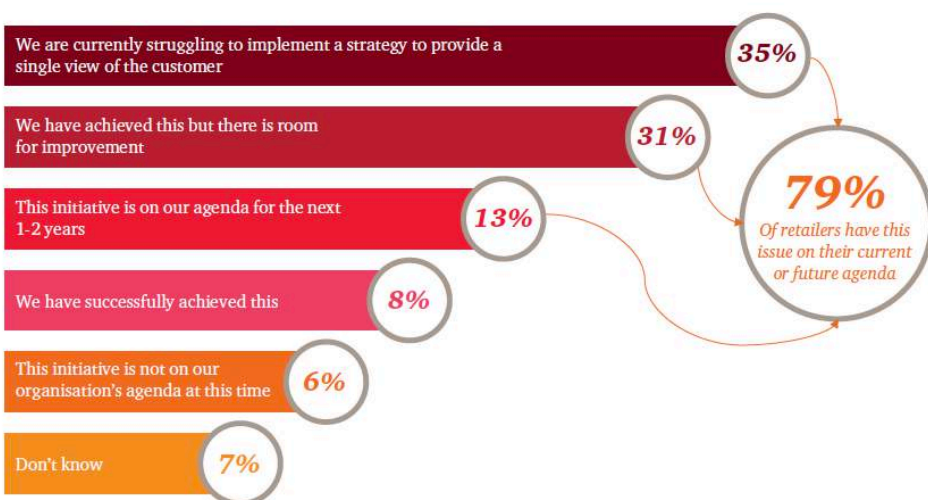 We are currently struggling to implement a strategy to provide a
single view of the customer
35%
We have achieved this but there is room
for improvement
31%
This initiative is on our agenda for the next
1-2 years
13%
We have successfully achieved this
8%
This initiative is not on our
organisation's agenda at this time
6%
Don't know
7%
79%
Of retailers have this
issue on their current
or future agenda